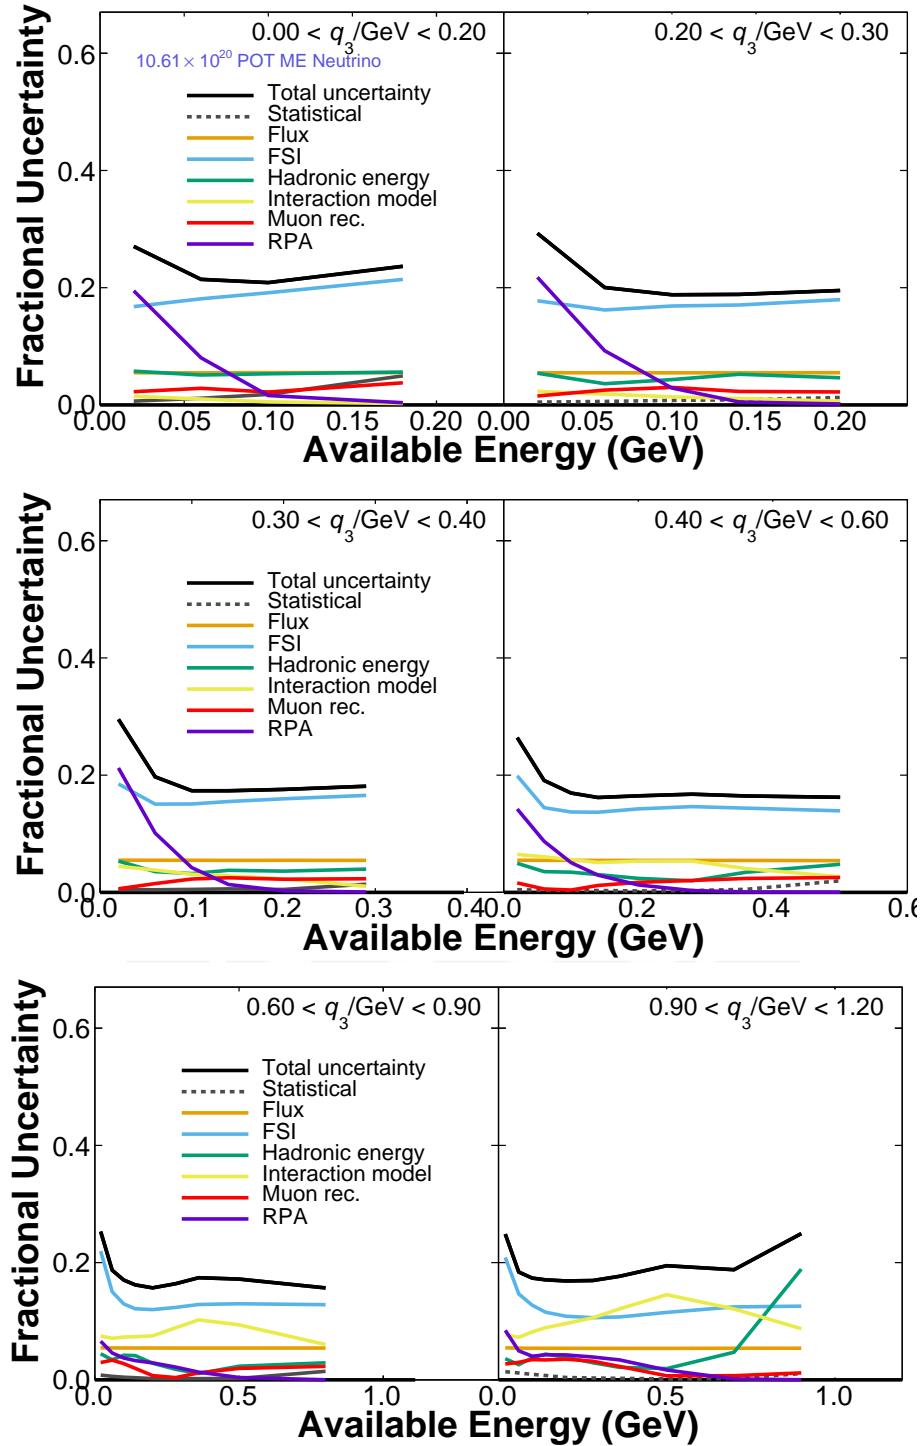 0.00 < q3/GeV < 0.20
0.20 < q3/GeV < 0.30
10.61 × 10^20 POT ME Neutrino
Total uncertainty
Statistical
Flux
FSI
Hadronic energy
Interaction model
Muon rec.
RPA
Fractional Uncertainty
0.6
0.4
0.2
0.0
0.00 0.05 0.10 0.15 0.20
0.05 0.10 0.15 0.20
Available Energy (GeV)
0.30 < q3/GeV < 0.40
0.40 < q3/GeV < 0.60
Total uncertainty
Statistical
Flux
FSI
Hadronic energy
Interaction model
Muon rec.
RPA
Fractional Uncertainty
0.6
0.4
0.2
0.0
0.0 0.1 0.2 0.3 0.4
0.0 0.2 0.4 0.6
Available Energy (GeV)
0.60 < q3/GeV < 0.90
0.90 < q3/GeV < 1.20
Total uncertainty
Statistical
Flux
FSI
Hadronic energy
Interaction model
Muon rec.
RPA
Fractional Uncertainty
0.6
0.4
0.2
0.0
0.0 0.5 1.0
0.0 0.5 1.0
Available Energy (GeV)